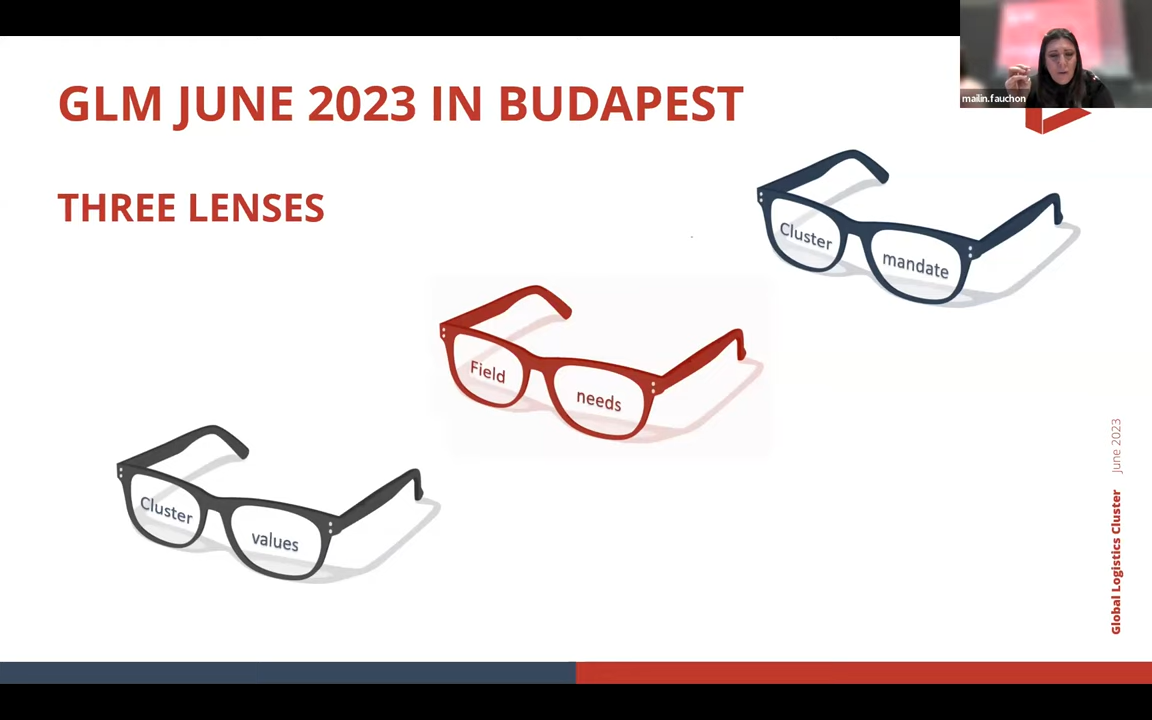 GLM JUNE 2023 IN BUDAPEST
THREE LENSES
Cluster mandate
Field needs
Cluster values
Global Logistics Cluster June 2023
mailin.fauchon